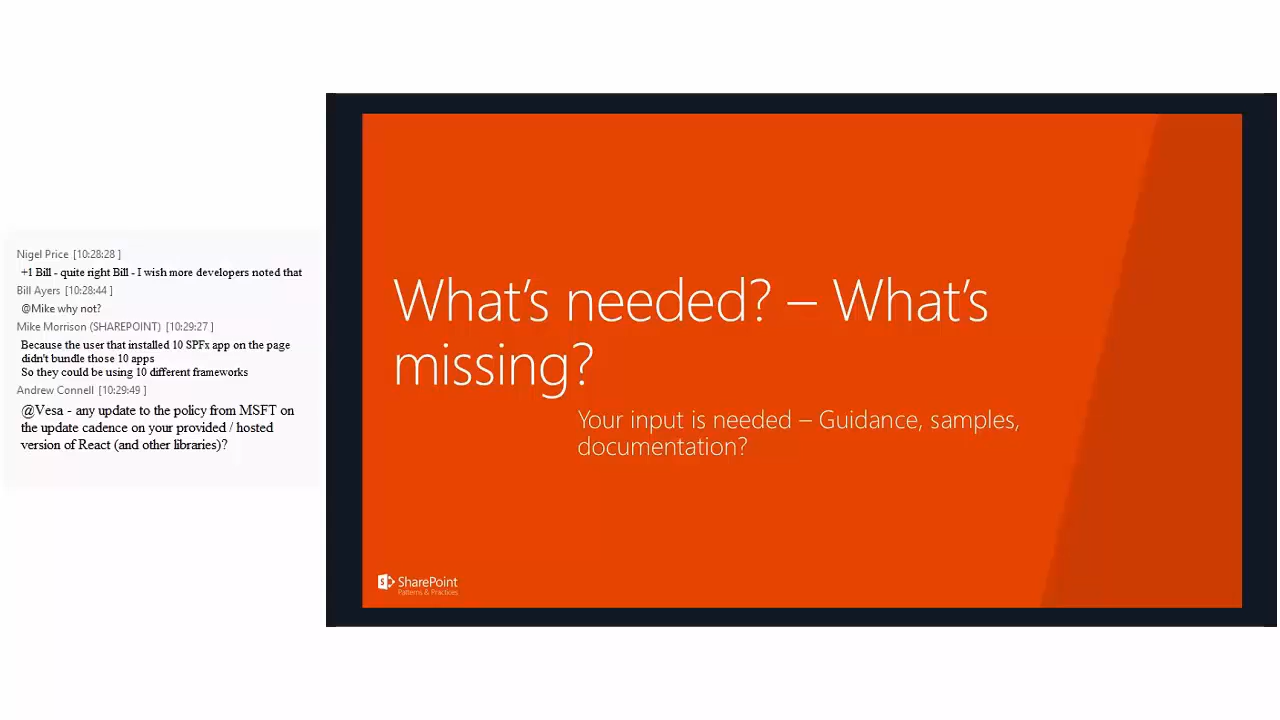 Nigel Price [10:28:28 ]
+1 Bill - quite right Bill - I wish more developers noted that
Bill Ayers [10:28:44 ]
@Mike why not?
Mike Morrison (SHAREPOINT) [10:29:27 ]
Because the user that installed 10 SPFx app on the page
didn't bundle those 10 apps
So they could be using 10 different frameworks
Andrew Connell [10:29:49 ]
@Vesa - any update to the policy from MSFT on
the update cadence on your provided / hosted
version of React (and other libraries)?
What's needed? – What's
missing?
Your input is needed – Guidance, samples,
documentation?
SharePoint
Patterns & Practices